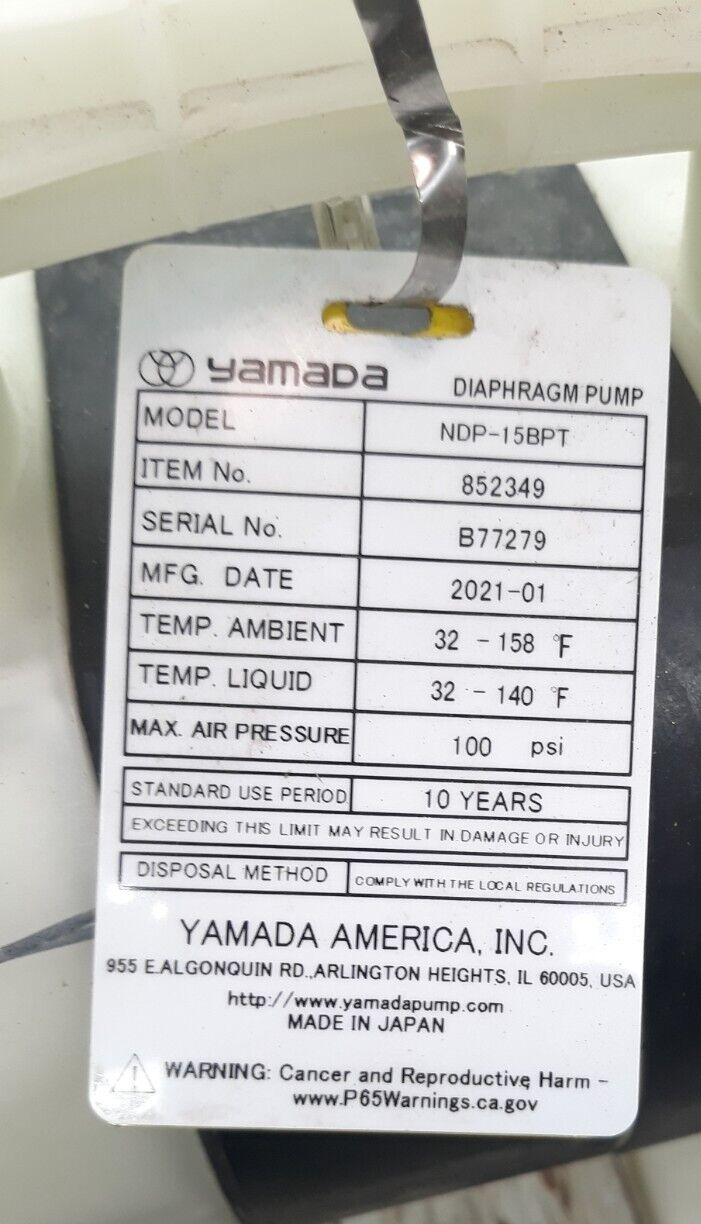 yamada DIAPHRAGM PUMP
MODEL NDP-15BPT
ITEM No. 852349
SERIAL No. B77279
MFG. DATE 2021-01
TEMP. AMBIENT 32 - 158 °F
TEMP. LIQUID 32 - 140 °F
MAX. AIR PRESSURE 100 psi
STANDARD USE PERIOD 10 YEARS
EXCEEDING THIS LIMIT MAY RESULT IN DAMAGE OR INJURY
DISPOSAL METHOD COMPLY WITH THE LOCAL REGULATIONS
YAMADA AMERICA, INC.
955 E.ALGONQUIN RD.,ARLINGTON HEIGHTS, IL 60005, USA
http://www.yamadapump.com
MADE IN JAPAN
WARNING: Cancer and Reproductive Harm -
www.P65Warnings.ca.gov